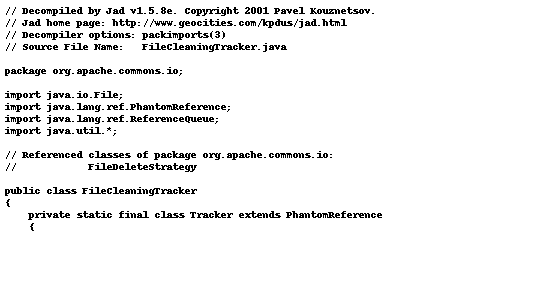 // Decompiled by Jad v1.5.8e. Copyright 2001 Pavel Kouznetsov.
// Jad home page: http://www.geocities.com/kpdus/jad.html
// Decompiler options: packimports(3)
// Source File Name:   FileCleaningTracker.java

package org.apache.commons.io;

import java.io.File;
import java.lang.ref.PhantomReference;
import java.lang.ref.ReferenceQueue;
import java.util.*;

// Referenced classes of package org.apache.commons.io:
//            FileDeleteStrategy

public class FileCleaningTracker
{
    private static final class Tracker extends PhantomReference
    {